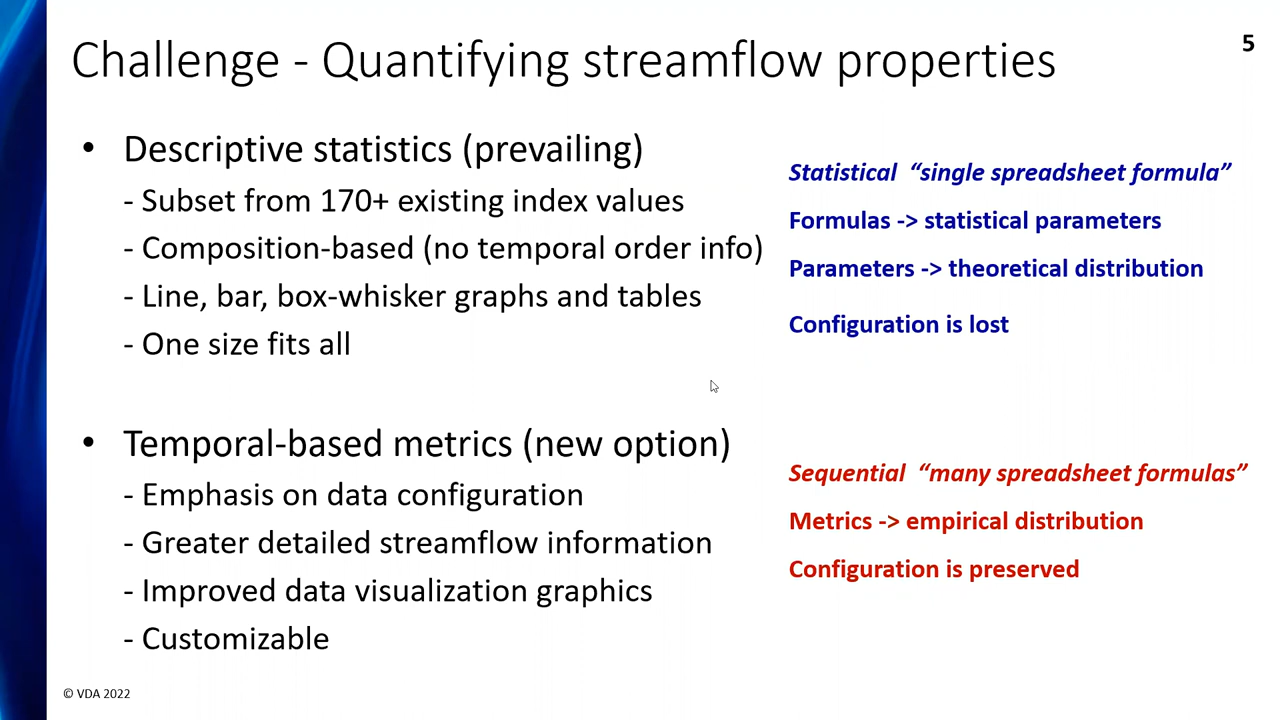 Challenge - Quantifying streamflow properties
5
• Descriptive statistics (prevailing)
- Subset from 170+ existing index values
- Composition-based (no temporal order info)
- Line, bar, box-whisker graphs and tables
- One size fits all
Statistical “single spreadsheet formula”
Formulas -> statistical parameters
Parameters -> theoretical distribution
Configuration is lost
• Temporal-based metrics (new option)
- Emphasis on data configuration
- Greater detailed streamflow information
- Improved data visualization graphics
- Customizable
Sequential “many spreadsheet formulas”
Metrics -> empirical distribution
Configuration is preserved
© VDA 2022